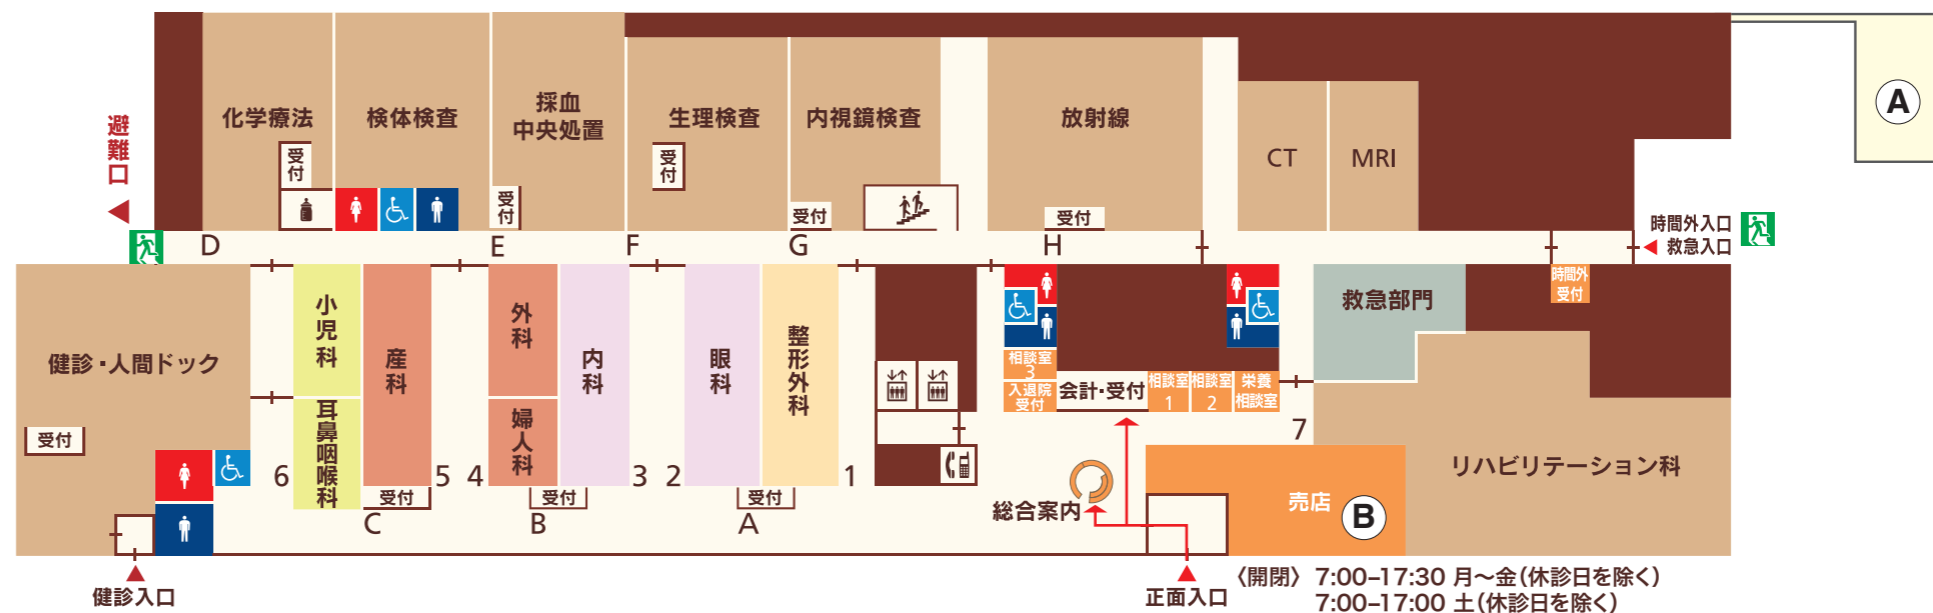 避難口
化学療法
受付
検体検査
採血
中央処置
受付
生理検査
受付
内視鏡検査
受付
放射線
受付
CT
MRI
A
時間外入口
救急入口
D
E
F
G
H
健診・人間ドック
受付
小児科
耳鼻咽喉科
産科
外科
婦人科
内科
眼科
整形外科
相談室
3
入退院
受付
会計・受付
相談室
1
相談室
2
栄養
相談室
救急部門
時間外
受付
リハビリテーション科
6
5
4
3
2
1
7
受付
C
受付
B
受付
A
総合案内
売店
B
健診入口
正面入口
〈開閉〉 7:00–17:30 月～金（休診日を除く）
7:00–17:00 土（休診日を除く）